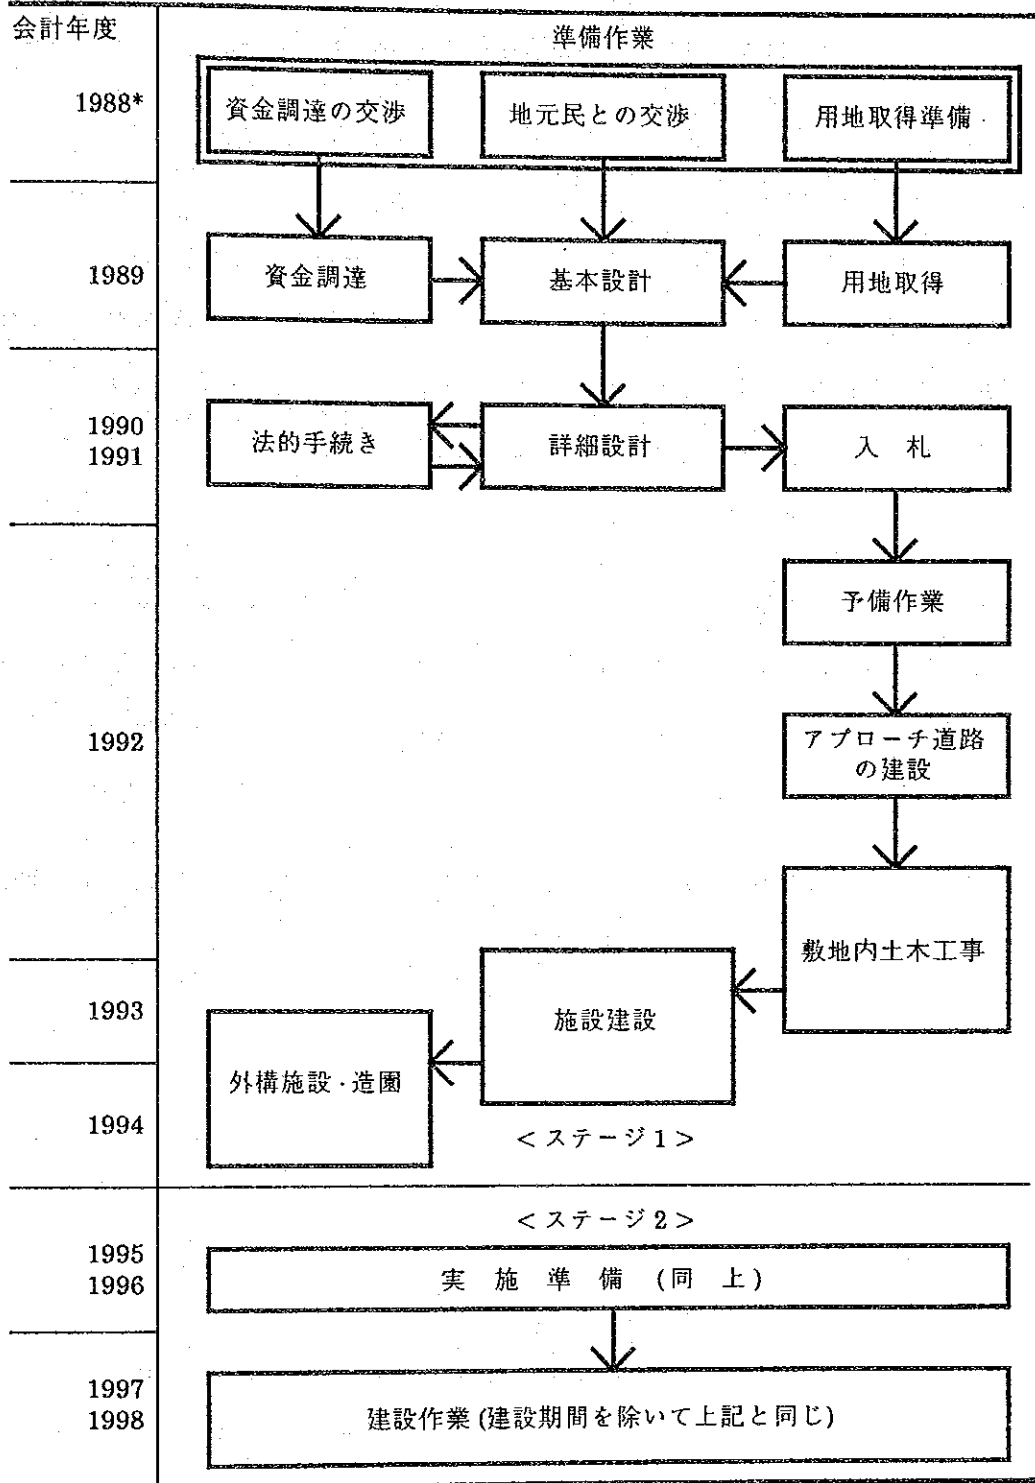 会計年度
準備作業
1988*
資金調達の交渉
地元民との交渉
用地取得準備
1989
資金調達
基本設計
用地取得
1990
1991
法的手続き
詳細設計
入 札
予備作業
1992
アプローチ道路
の建設
敷地内土木工事
1993
施設建設
外構施設・造園
1994
<ステージ1>
<ステージ2>
1995
1996
実 施 準 備 (同 上)
1997
1998
建設作業(建設期間を除いて上記と同じ)